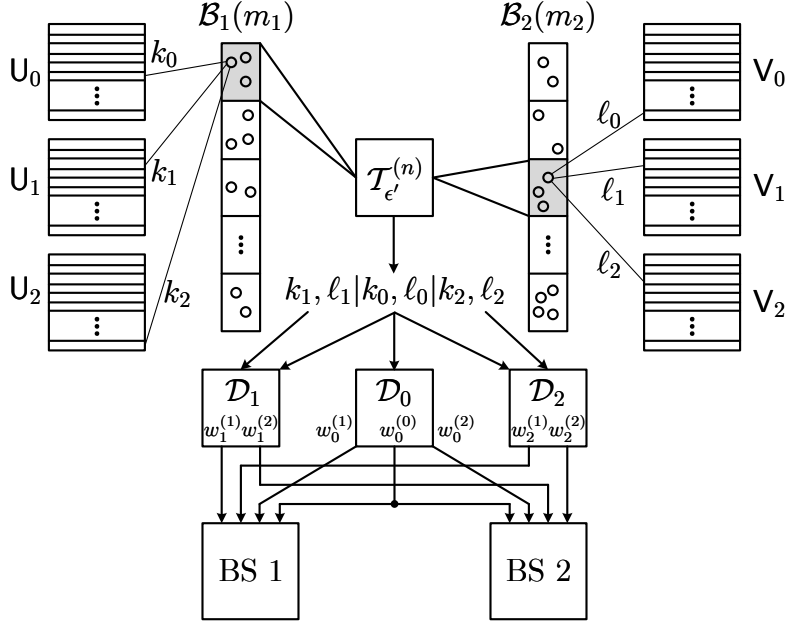 𝓑₁(m₁) 𝓑₂(m₂)
U₀ k₀ ℓ₀ V₀
U₁ k₁ 𝒯_{ϵ′}^{(n)} ℓ₁ V₁
U₂ k₂ ℓ₂ V₂
k₁, ℓ₁|k₀, ℓ₀|k₂, ℓ₂
𝓓₁ 𝓓₀ 𝓓₂
w₁^{(1)} w₁^{(2)} w₀^{(1)} w₀^{(0)} w₀^{(2)} w₂^{(1)} w₂^{(2)}
BS 1 BS 2